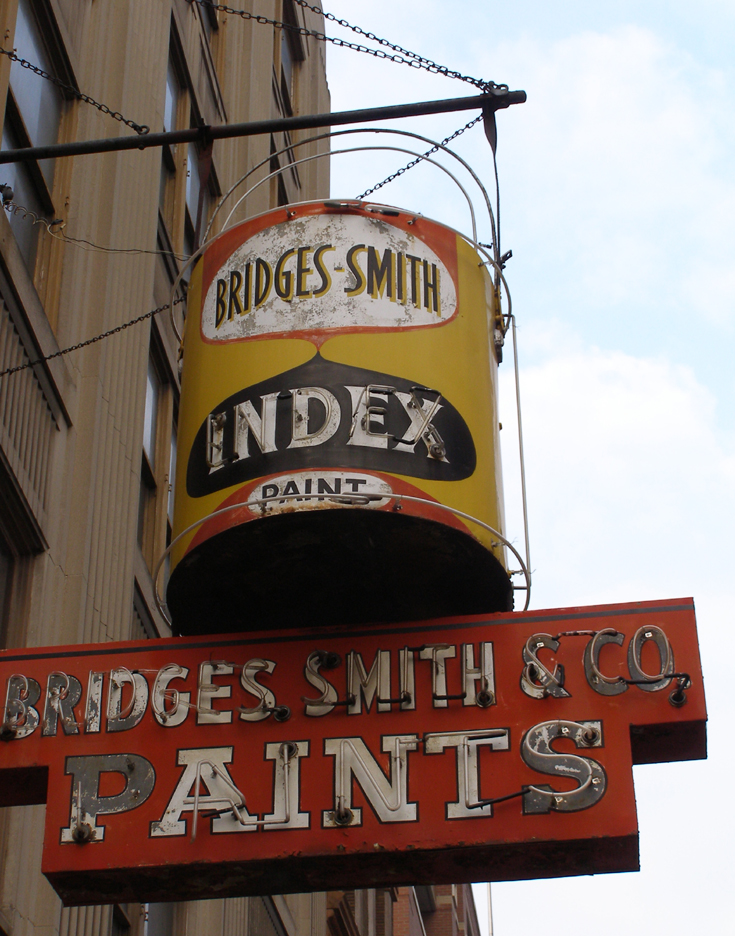 BRIDGES-SMITH
INDEX
PAINT
BRIDGES SMITH & CO
PAINTS